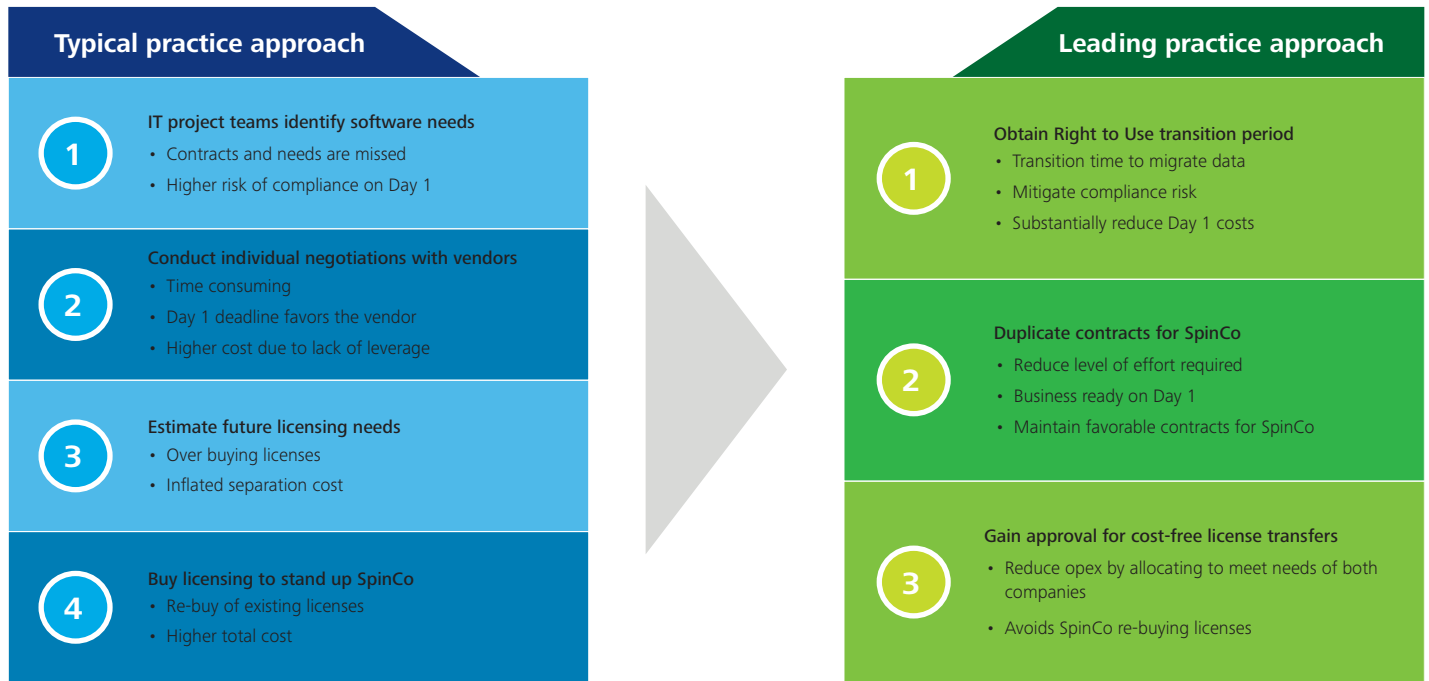 Typical practice approach
1
IT project teams identify software needs
• Contracts and needs are missed
• Higher risk of compliance on Day 1
2
Conduct individual negotiations with vendors
• Time consuming
• Day 1 deadline favors the vendor
• Higher cost due to lack of leverage
3
Estimate future licensing needs
• Over buying licenses
• Inflated separation cost
4
Buy licensing to stand up SpinCo
• Re-buy of existing licenses
• Higher total cost
Leading practice approach
1
Obtain Right to Use transition period
• Transition time to migrate data
• Mitigate compliance risk
• Substantially reduce Day 1 costs
2
Duplicate contracts for SpinCo
• Reduce level of effort required
• Business ready on Day 1
• Maintain favorable contracts for SpinCo
3
Gain approval for cost-free license transfers
• Reduce opex by allocating to meet needs of both
companies
• Avoids SpinCo re-buying licenses